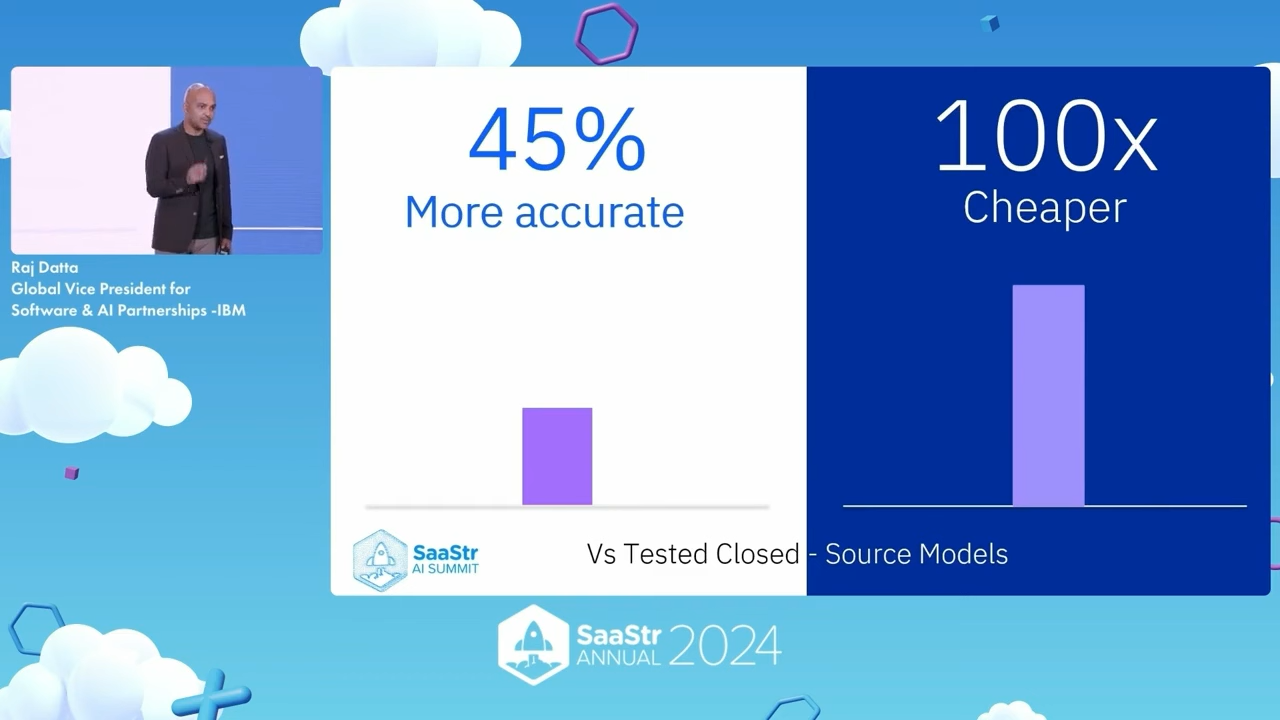 45%
More accurate
100x
Cheaper
Raj Datta
Global Vice President for
Software & AI Partnerships -IBM
Vs Tested Closed - Source Models
SaaStr
AI SUMMIT
SaaStr
ANNUAL
2024